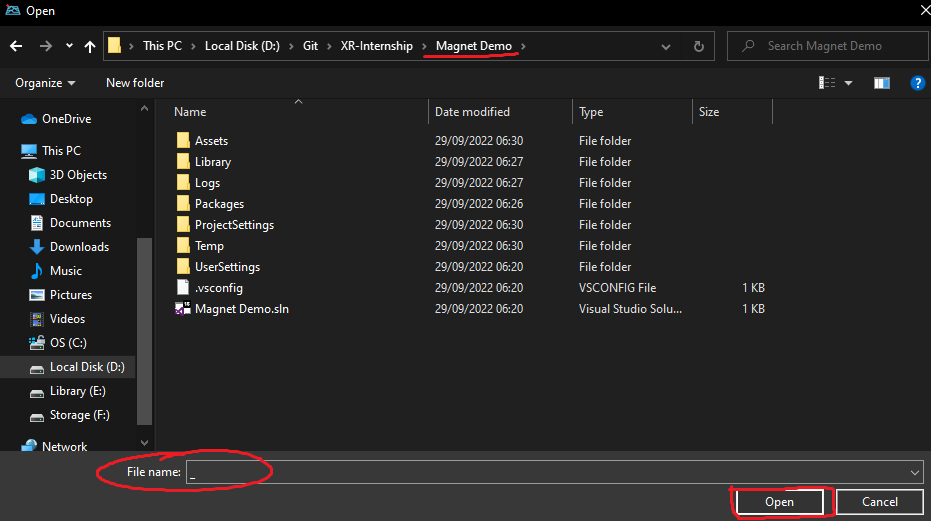 Open
This PC > Local Disk (D:) > Git > XR-Internship > Magnet Demo >
Search Magnet Demo
Organize
New folder
OneDrive
This PC
3D Objects
Desktop
Documents
Downloads
Music
Pictures
Videos
OS (C:)
Local Disk (D:)
Library (E:)
Storage (F:)
Network
Name Date modified Type Size
Assets 29/09/2022 06:30 File folder
Library 29/09/2022 06:27 File folder
Logs 29/09/2022 06:27 File folder
Packages 29/09/2022 06:26 File folder
ProjectSettings 29/09/2022 06:30 File folder
Temp 29/09/2022 06:30 File folder
UserSettings 29/09/2022 06:20 File folder
.vsconfig 29/09/2022 06:20 VSCONFIG File 1 KB
Magnet Demo.sln 29/09/2022 06:20 Visual Studio Solu... 1 KB
File name: _
Open Cancel